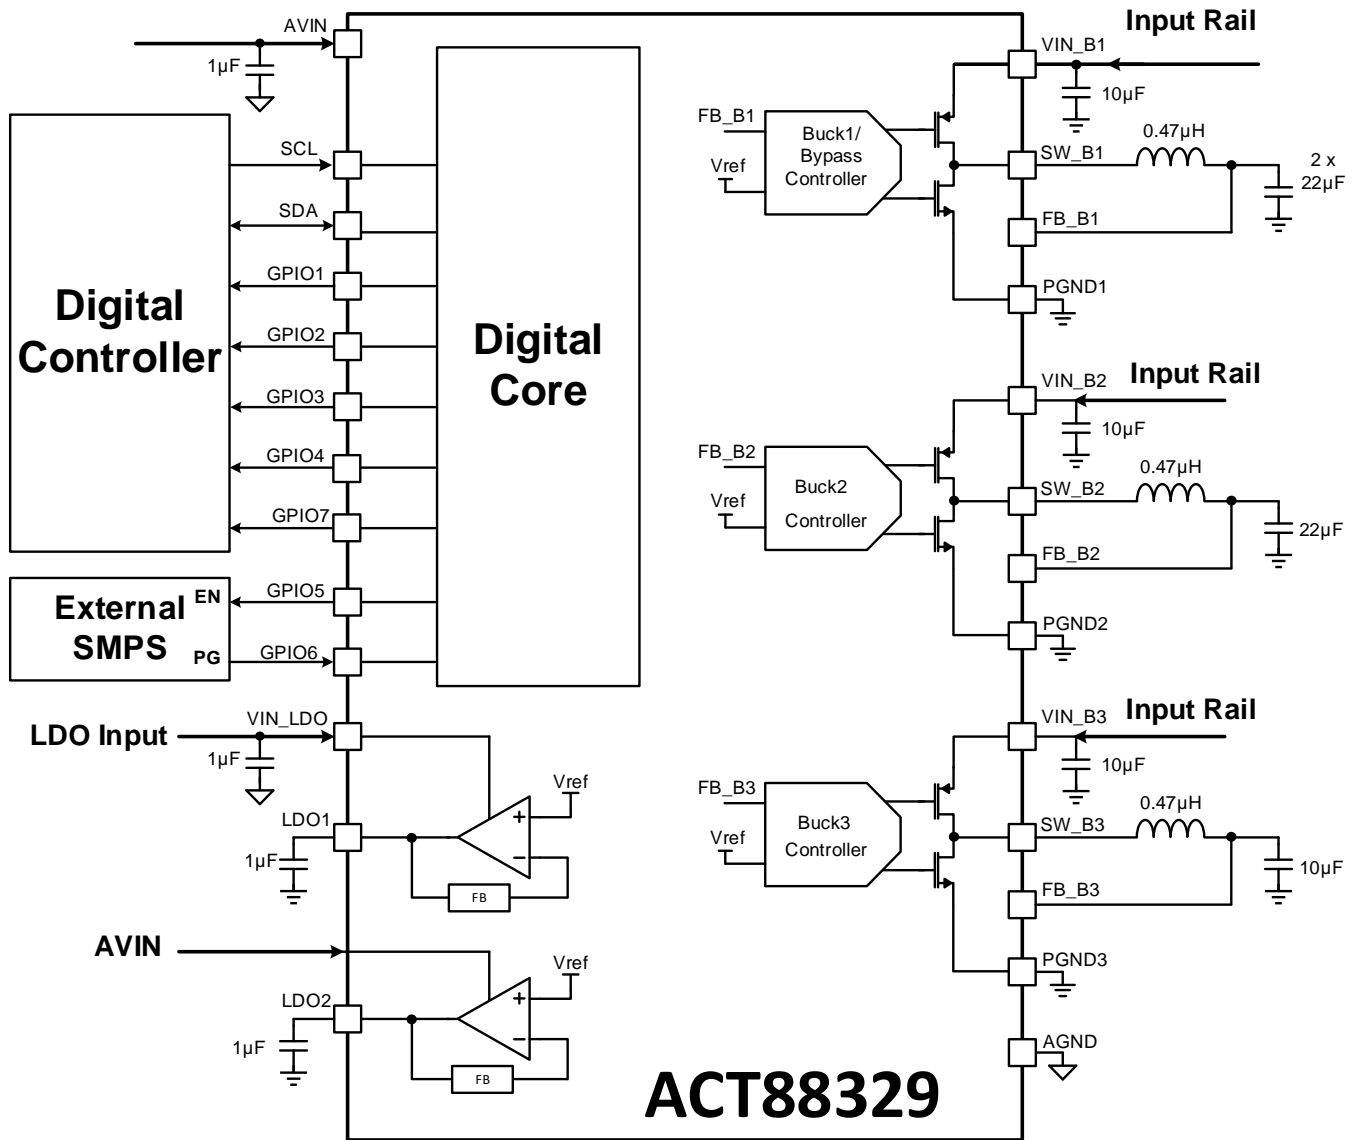 AVIN
1µF
Digital
Controller
SCL
SDA
GPIO1
GPIO2
GPIO3
GPIO4
GPIO7
External
SMPS
EN
PG
GPIO5
GPIO6
Digital
Core
LDO Input
VIN_LDO
1µF
LDO1
1µF
Vref
+
−
FB
AVIN
LDO2
1µF
Vref
+
−
FB
Input Rail
VIN_B1
10µF
FB_B1
Vref
Buck1/
Bypass
Controller
SW_B1
0.47µH
2 x
22µF
FB_B1
PGND1
Input Rail
VIN_B2
10µF
FB_B2
Vref
Buck2
Controller
SW_B2
0.47µH
22µF
FB_B2
PGND2
Input Rail
VIN_B3
10µF
FB_B3
Vref
Buck3
Controller
SW_B3
0.47µH
10µF
FB_B3
PGND3
AGND
ACT88329